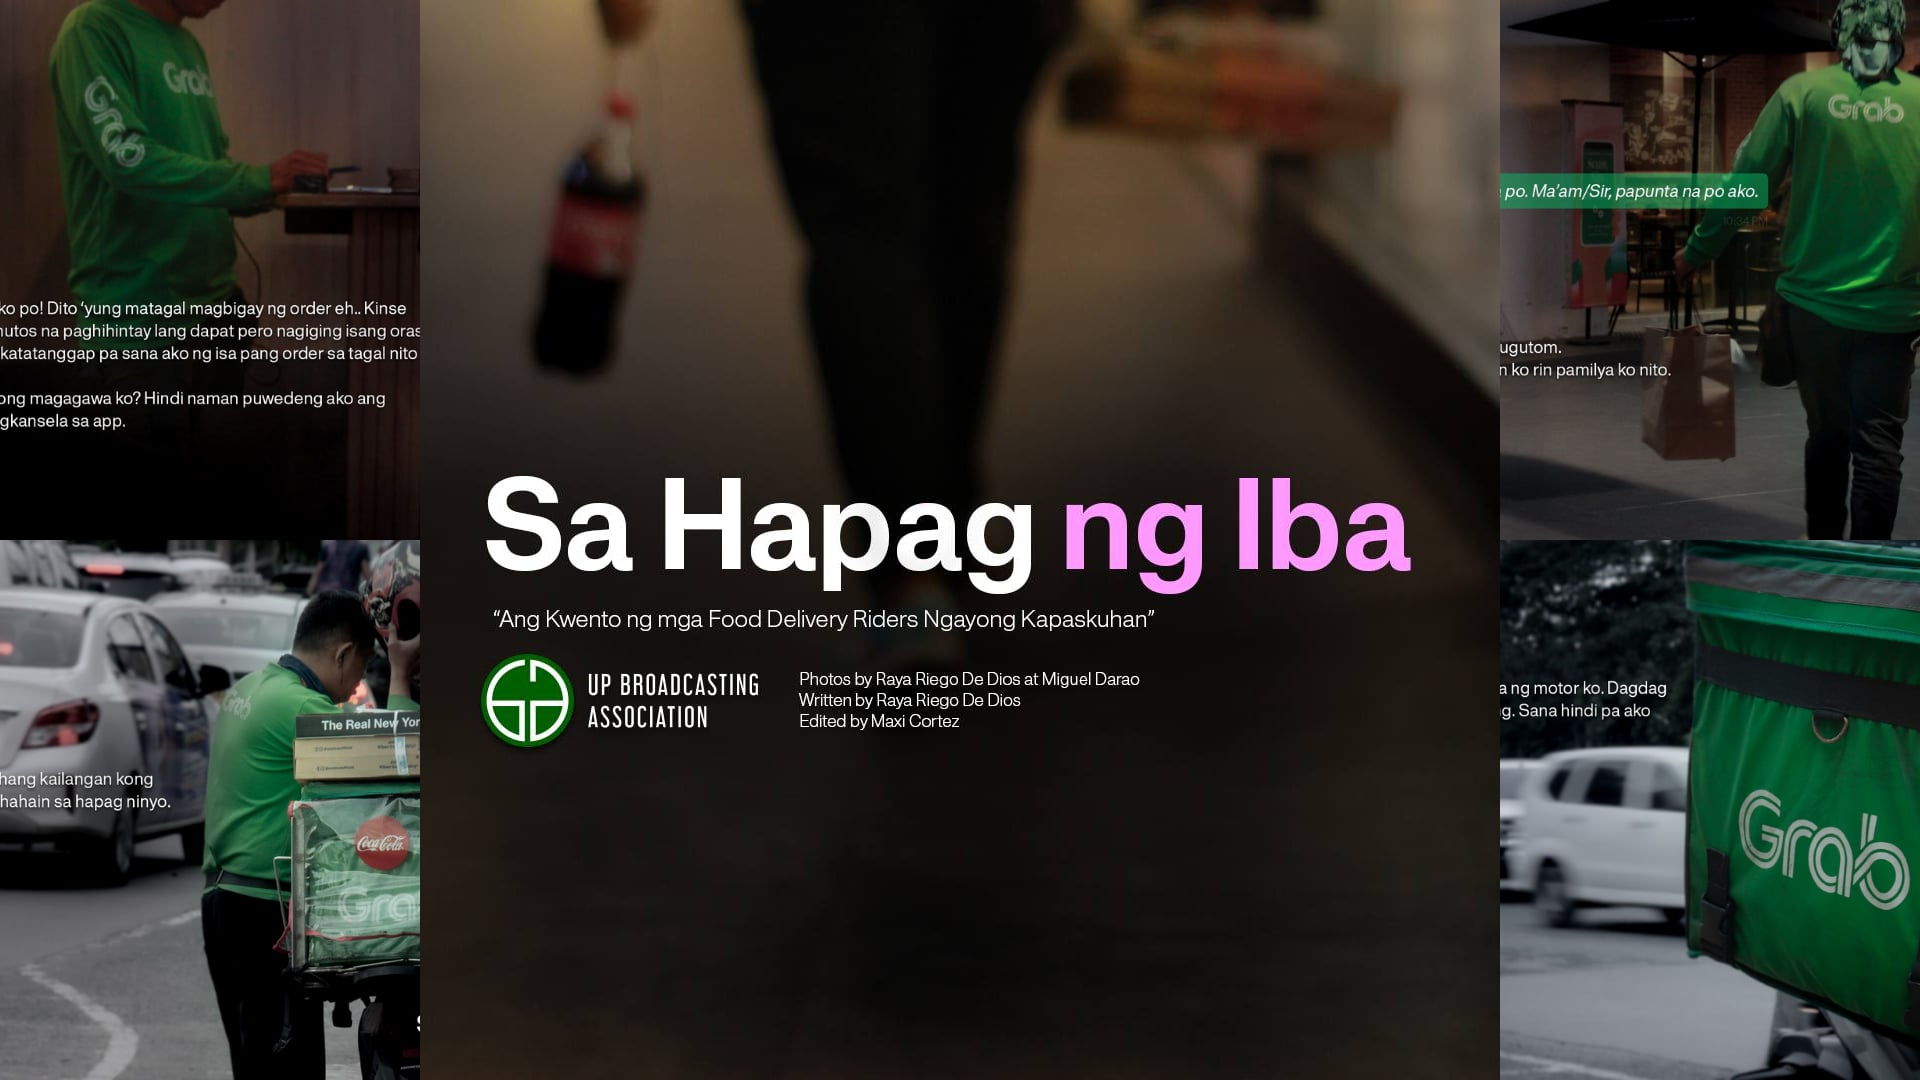 Grab
Grab
ko po! Dito ‘yung matagal magbigay ng order eh.. Kinse
nutos na paghihintay lang dapat pero nagiging isang oras
katatanggap pa sana ako ng isa pang order sa tagal nito
ong magagawa ko? Hindi naman puwedeng ako ang
gkansela sa app.
Grab
The Real New Yor
hang kailangan kong
hahain sa hapag ninyo.
Coca-Cola
Gra
Sa Hapag ng Iba
“Ang Kwento ng mga Food Delivery Riders Ngayong Kapaskuhan”
UP BROADCASTING
ASSOCIATION
Photos by Raya Riego De Dios at Miguel Darao
Written by Raya Riego De Dios
Edited by Maxi Cortez
Grab
po. Ma’am/Sir, papunta na po ako.
10:34 PM
ugutom.
n ko rin pamilya ko nito.
a ng motor ko. Dagdag
g. Sana hindi pa ako
Grab